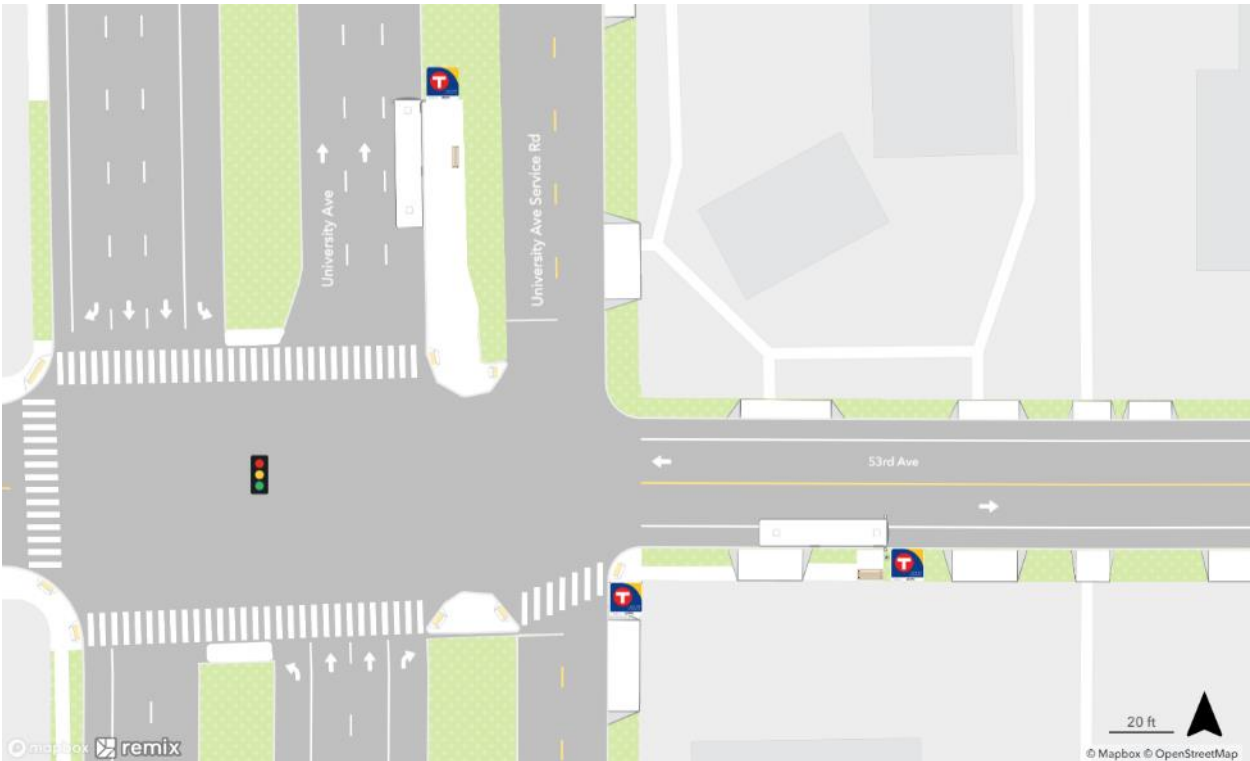 University Ave
University Ave Service Rd
53rd Ave
T
T
T
20 ft
mapbox remix
© Mapbox © OpenStreetMap